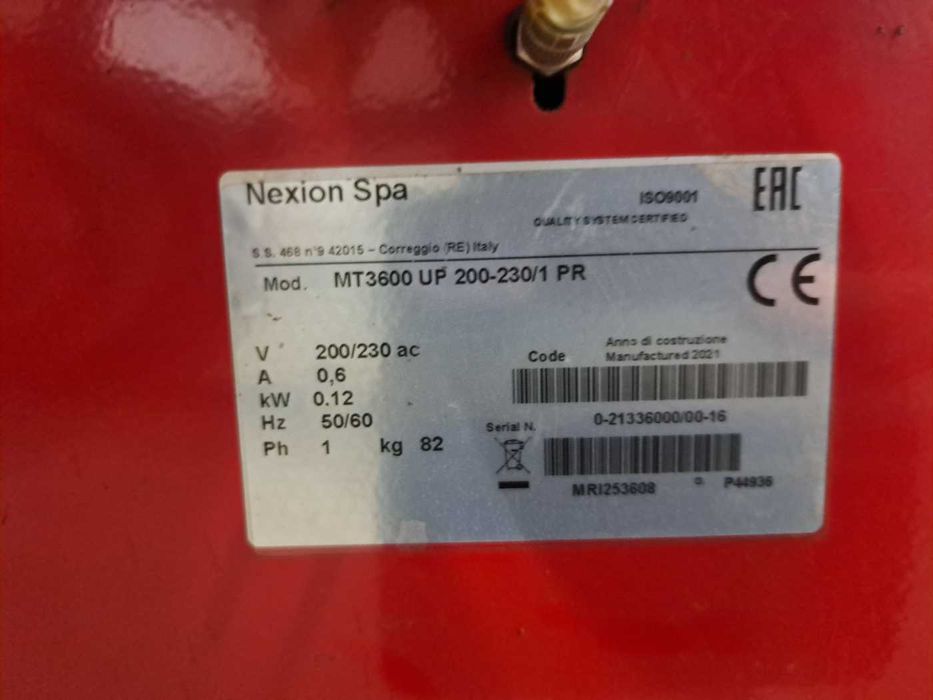 Nexion Spa
ISO9001
EAC
QUALITY SYSTEM CERTIFIED
S.S. 468 n°9 42015 – Correggio (RE) Italy
Mod. MT3600 UP 200-230/1 PR
CE
V 200/230 ac
A 0,6
kW 0.12
Hz 50/60
Ph 1 kg 82
Anno di costruzione
Code Manufactured 2021
0-21336000/00-16
Serial N.
MRI253608 P44936